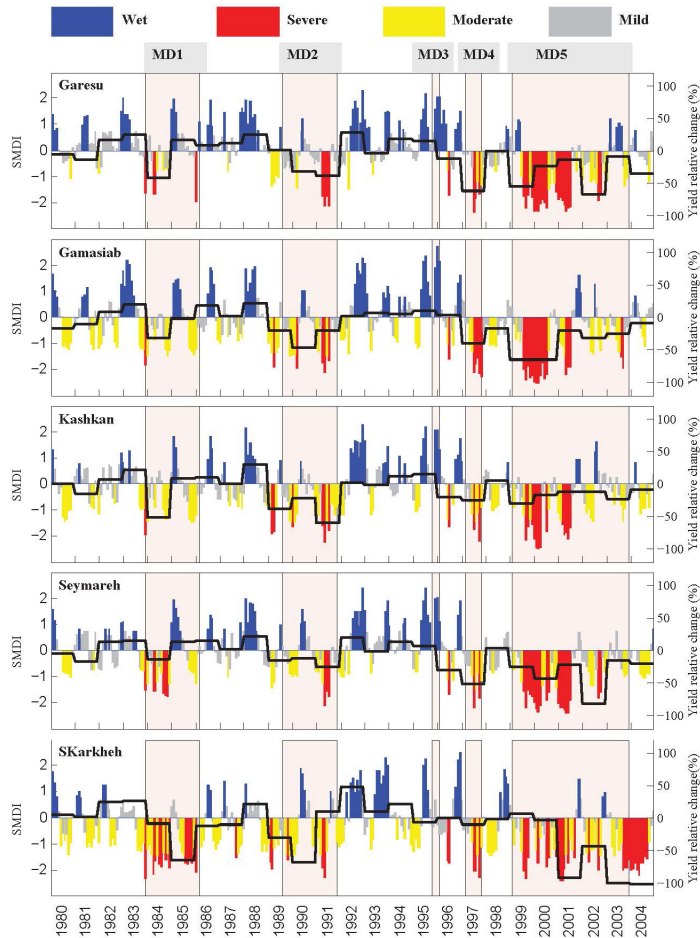 Wet Severe Moderate Mild
MD1 MD2 MD3 MD4 MD5
Garesu
2
1
0
−1
−2
SMDI
100
50
0
−50
−100
Yield relative change (%)
Gamasiab
2
1
0
−1
−2
SMDI
100
50
0
−50
−100
Yield relative change (%)
Kashkan
2
1
0
−1
−2
SMDI
100
50
0
−50
−100
Yield relative change(%)
Seymareh
2
1
0
−1
−2
SMDI
100
50
0
−50
−100
Yield relative change(%)
SKarkheh
2
1
0
−1
−2
SMDI
100
50
0
−50
−100
Yield relative change(%)
1980 1981 1982 1983 1984 1985 1986 1987 1988 1989 1990 1991 1992 1993 1994 1995 1996 1997 1998 1999 2000 2001 2002 2003 2004